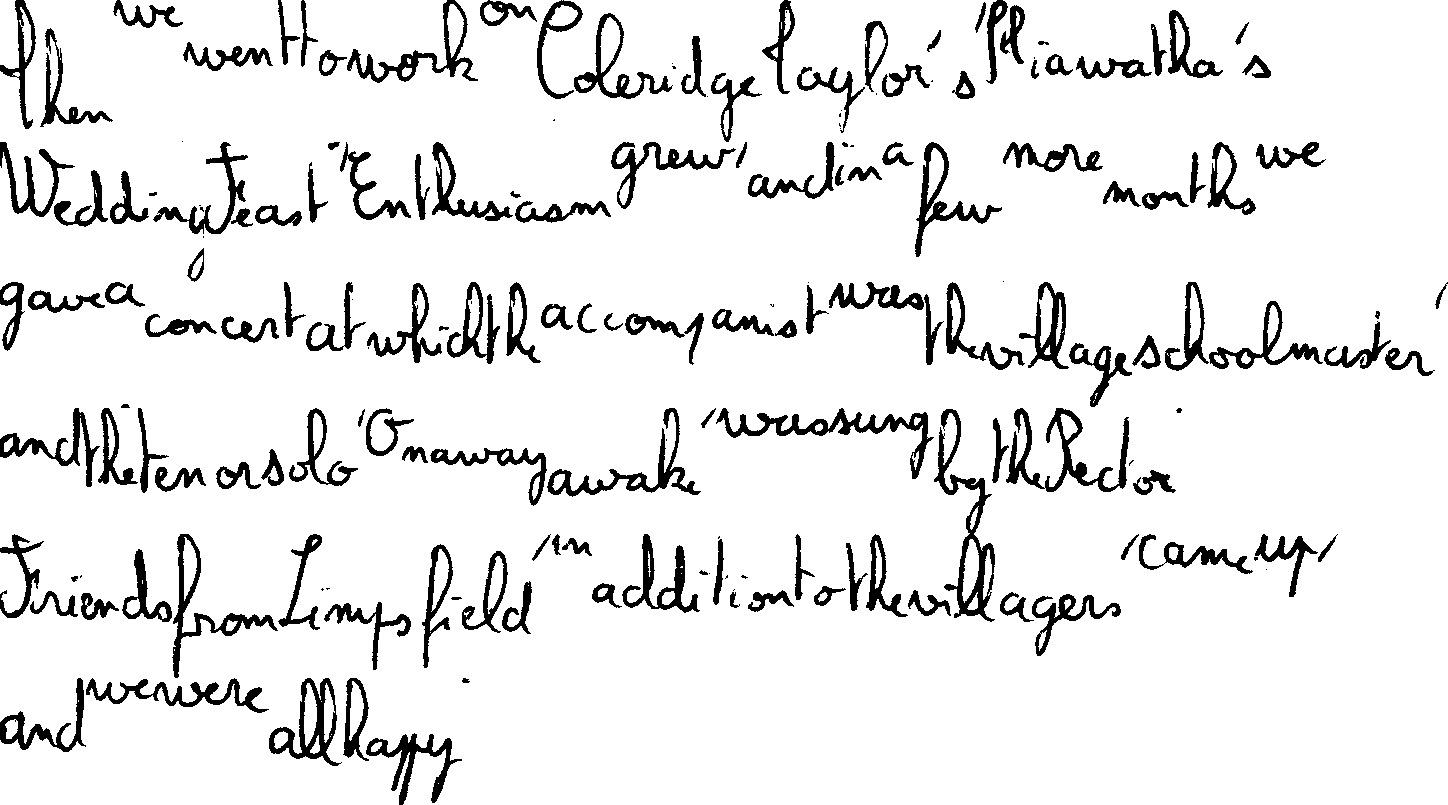 Then we went to work on Coleridge Taylor's 'Hiawatha's
Wedding Feast'. Enthusiasm grew, and in a few more months we
gave a concert at which the accompanist was the village schoolmaster,
and the tenor solo 'Onaway awake' was sung by the Rector.
Friends from Limpsfield, in addition to the villagers, came up,
and we were all happy.